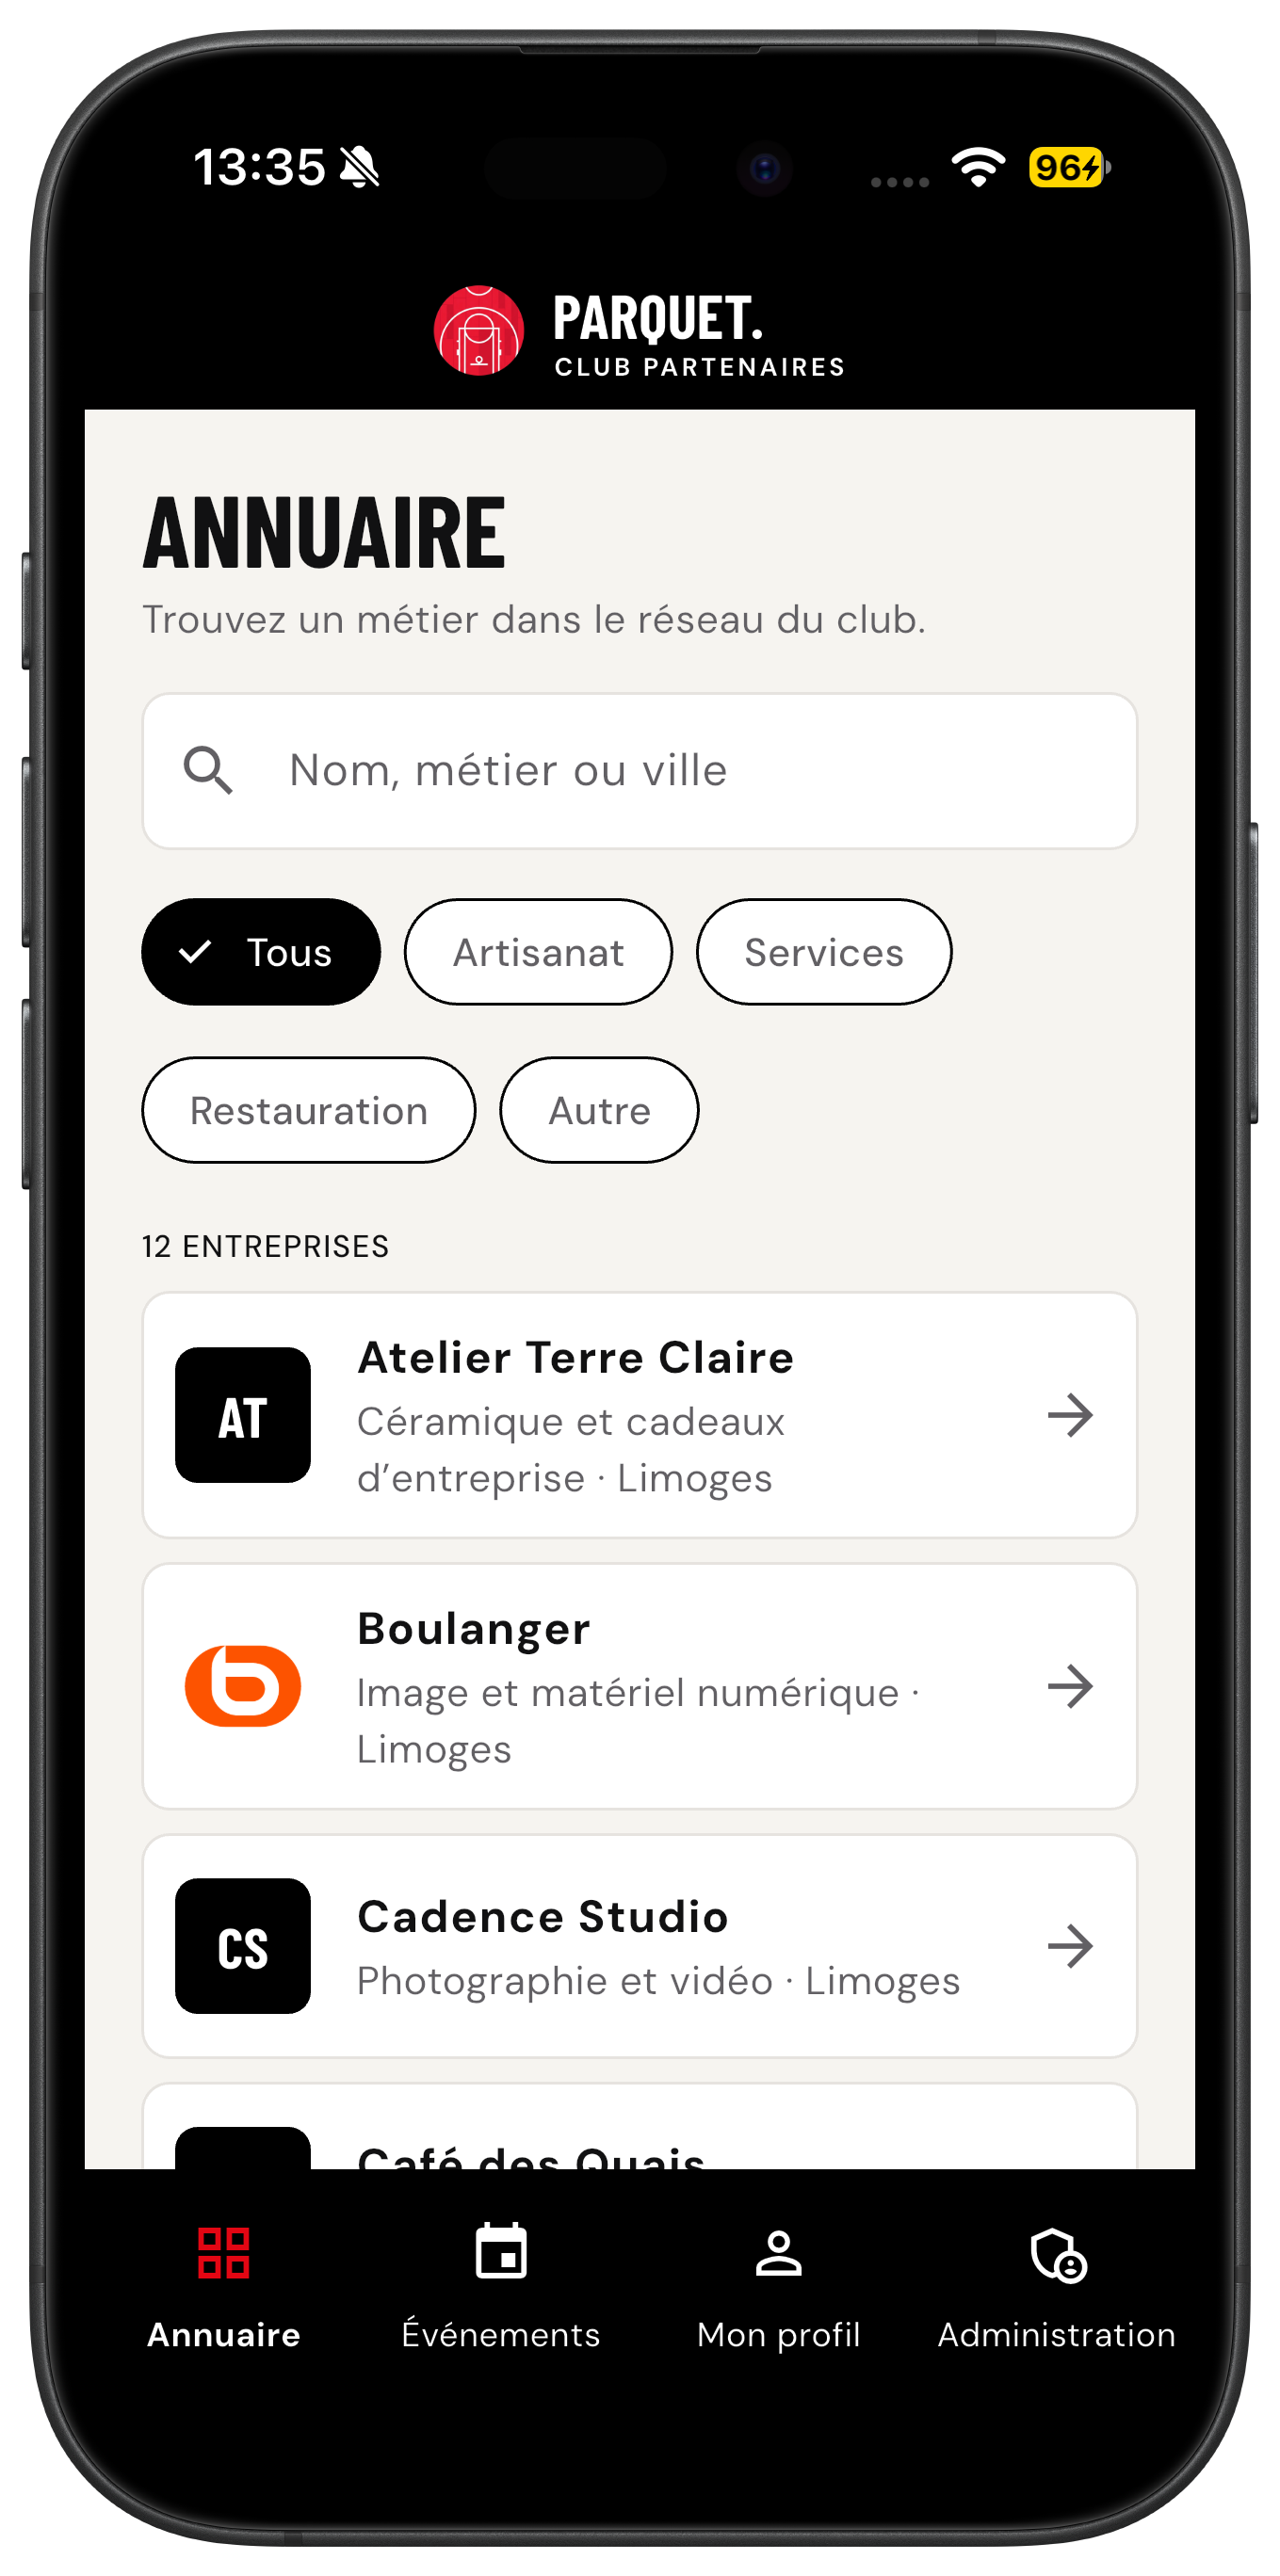 13:35
96
PARQUET.
CLUB PARTENAIRES
ANNUAIRE
Trouvez un métier dans le réseau du club.
Nom, métier ou ville
Tous
Artisanat
Services
Restauration
Autre
12 ENTREPRISES
AT
Atelier Terre Claire
Céramique et cadeaux
d’entreprise · Limoges
b
Boulanger
Image et matériel numérique ·
Limoges
CS
Cadence Studio
Photographie et vidéo · Limoges
Café des Quais
Annuaire
Événements
Mon profil
Administration